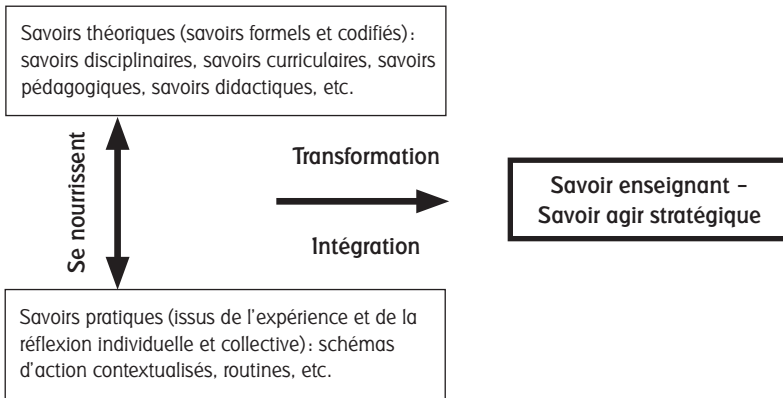 Savoirs théoriques (savoirs formels et codifiés) :
savoirs disciplinaires, savoirs curriculaires, savoirs
pédagogiques, savoirs didactiques, etc.
Se nourrissent
Transformation
Intégration
Savoir enseignant –
Savoir agir stratégique
Savoirs pratiques (issus de l’expérience et de la
réflexion individuelle et collective) : schémas
d’action contextualisés, routines, etc.